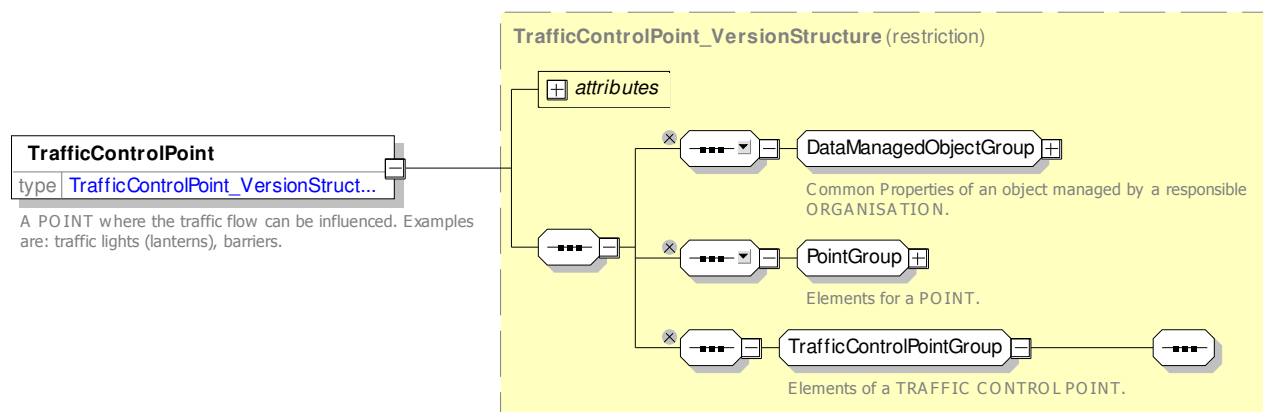 TrafficControlPoint_VersionStructure (restriction)
attributes
TrafficControlPoint
type TrafficControlPoint_VersionStruct...
A POINT where the traffic flow can be influenced. Examples
are: traffic lights (lanterns), barriers.
DataManagedObjectGroup
Common Properties of an object managed by a responsible
ORGANISATION.
PointGroup
Elements for a POINT.
TrafficControlPointGroup
Elements of a TRAFFIC CONTROL POINT.